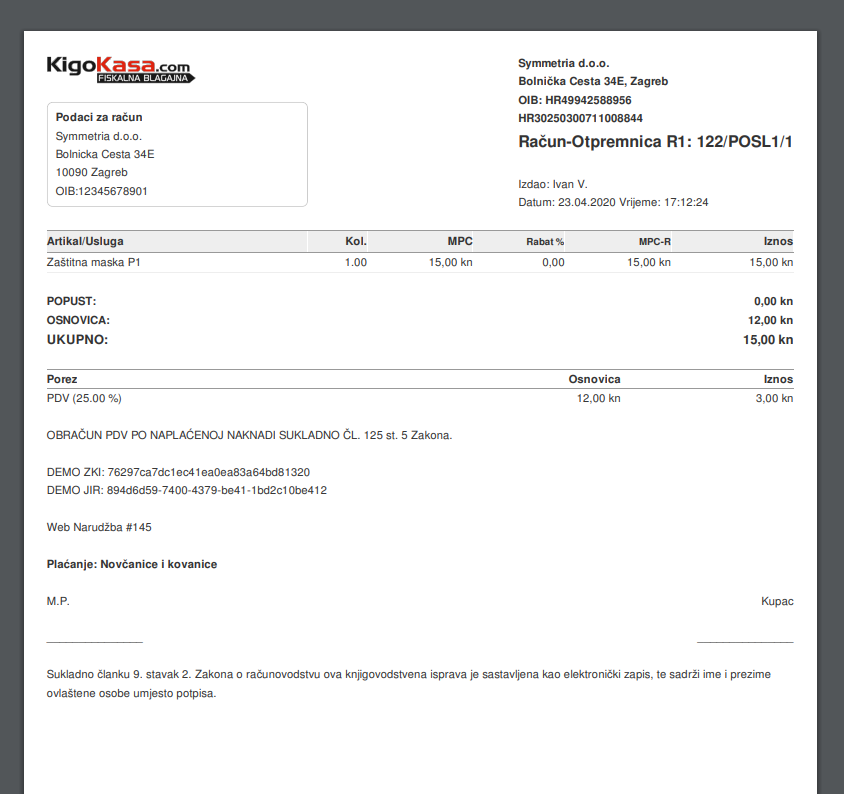 KigoKasa.com
FISKALNA BLAGAJNA
Podaci za račun
Symmetria d.o.o.
Bolnicka Cesta 34E
10090 Zagreb
OIB:12345678901
Symmetria d.o.o.
Bolnička Cesta 34E, Zagreb
OIB: HR49942588956
HR30250300711008844
Račun-Otpremnica R1: 122/POSL1/1
Izdao: Ivan V.
Datum: 23.04.2020 Vrijeme: 17:12:24
Artikal/Usluga Kol. MPC Rabat % MPC-R Iznos
Zaštitna maska P1 1.00 15,00 kn 0,00 15,00 kn 15,00 kn
POPUST: 0,00 kn
OSNOVICA: 12,00 kn
UKUPNO: 15,00 kn
Porez Osnovica Iznos
PDV (25.00 %) 12,00 kn 3,00 kn
OBRAČUN PDV PO NAPLAĆENOJ NAKNADI SUKLADNO ČL. 125 st. 5 Zakona.
DEMO ZKI: 76297ca7dc1ec41ea0ea83a64bd81320
DEMO JIR: 894d6d59-7400-4379-be41-1bd2c10be412
Web Narudžba #145
Plaćanje: Novčanice i kovanice
M.P. Kupac
Sukladno članku 9. stavak 2. Zakona o računovodstvu ova knjigovodstvena isprava je sastavljena kao elektronički zapis, te sadrži ime i prezime
ovlaštene osobe umjesto potpisa.